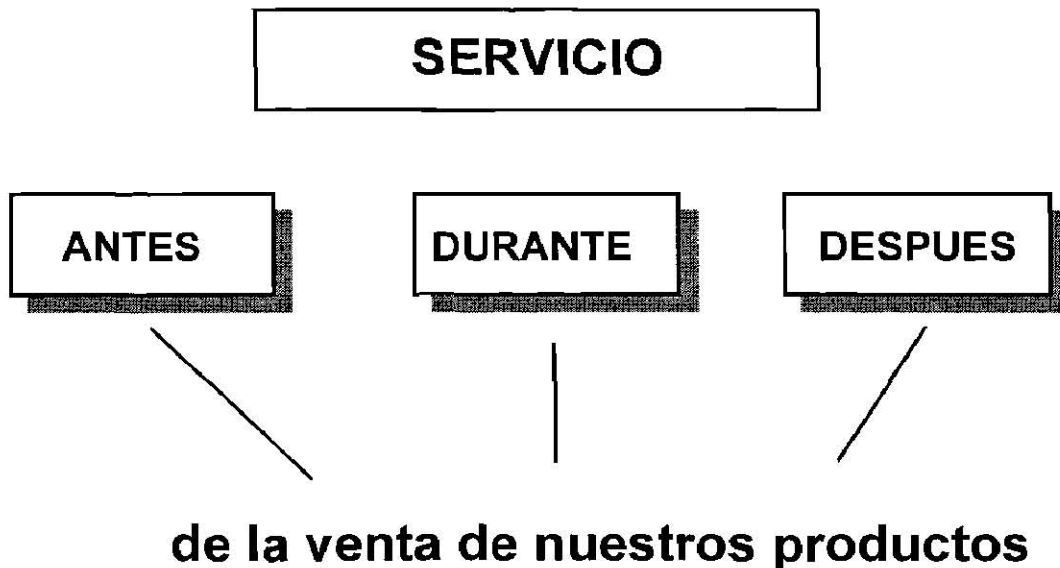 SERVICIO
ANTES DURANTE DESPUES
de la venta de nuestros productos